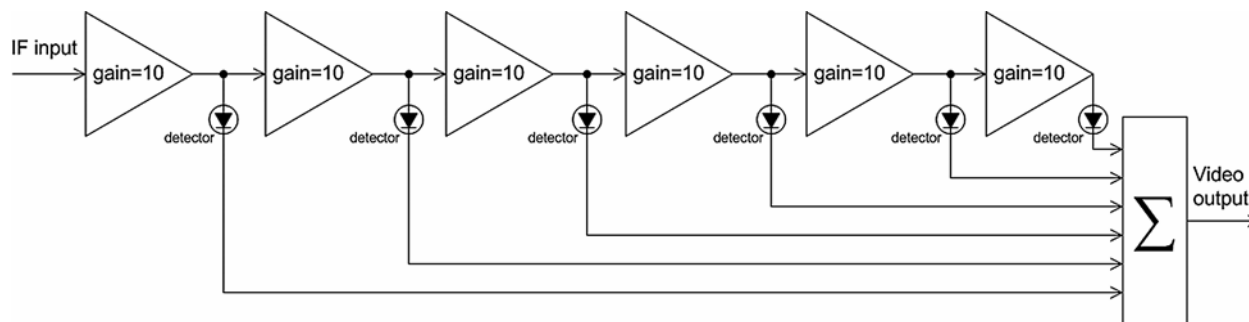 IF input
gain=10
gain=10
gain=10
gain=10
gain=10
gain=10
detector
detector
detector
detector
detector
detector
Σ
Video
output